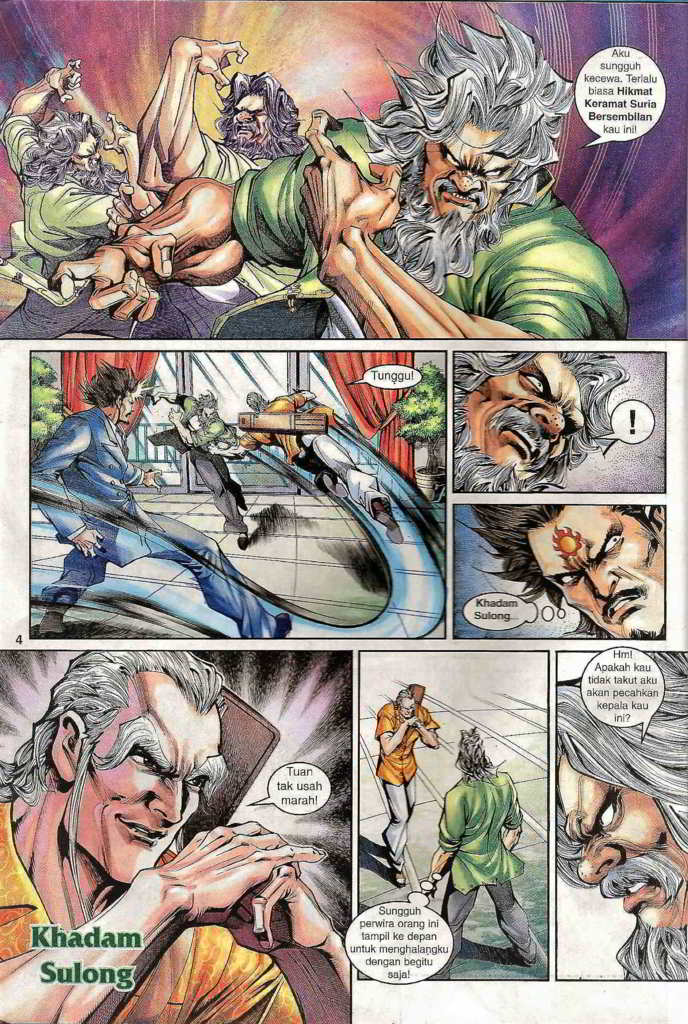 Aku
sungguh
kecewa. Terlalu
biasa Hikmat
Keramat Suria
Bersembilan
kau ini!
Tunggu!
!
Khadam
Sulong...
4
Tuan
tak usah
marah!
Khadam
Sulong
Sungguh
perwira orang ini
tampil ke depan
untuk menghalangku
dengan begitu
saja!
Hm!
Apakah kau
tidak takut aku
akan pecahkan
kepala kau
ini?